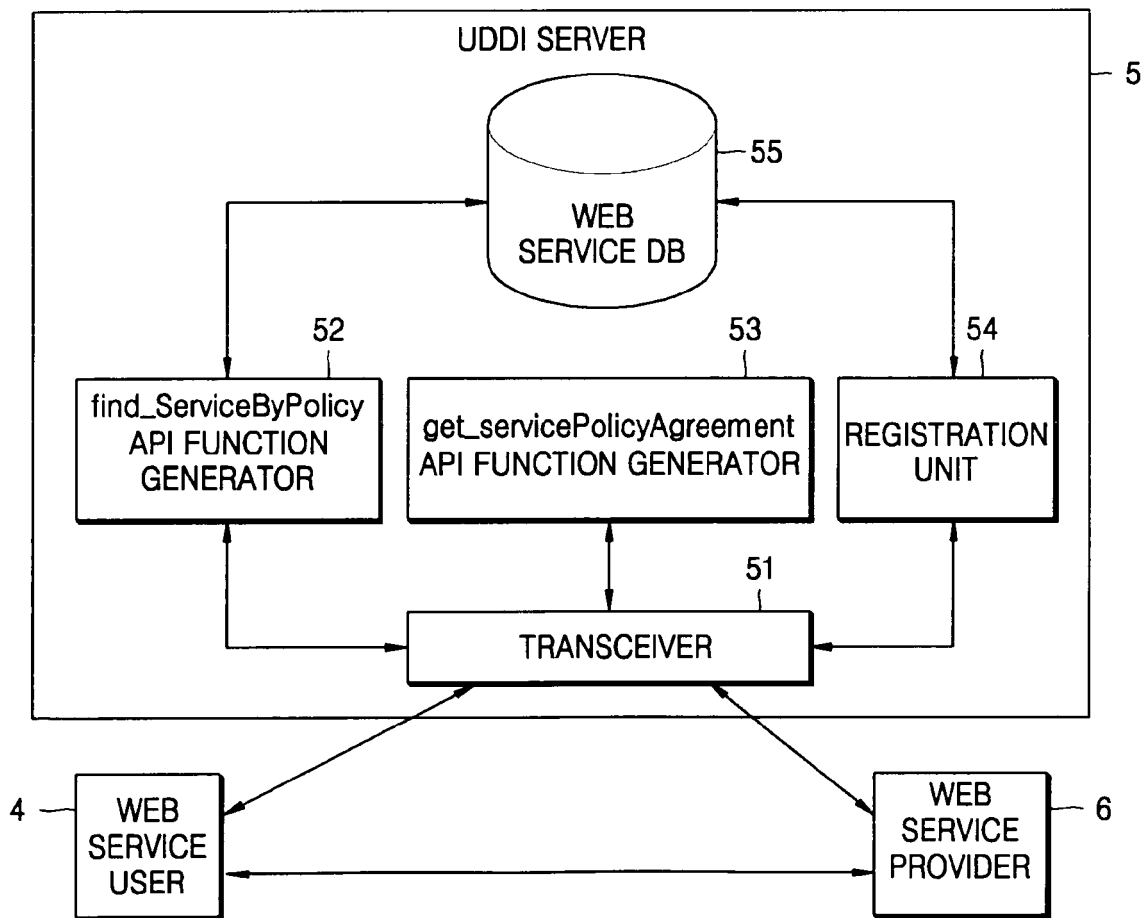 UDDI SERVER
5
55
WEB
SERVICE DB
52
53
54
find_ServiceByPolicy
API FUNCTION
GENERATOR
get_servicePolicyAgreement
API FUNCTION GENERATOR
REGISTRATION
UNIT
51
TRANSCEIVER
4
WEB
SERVICE
USER
WEB
SERVICE
PROVIDER
6